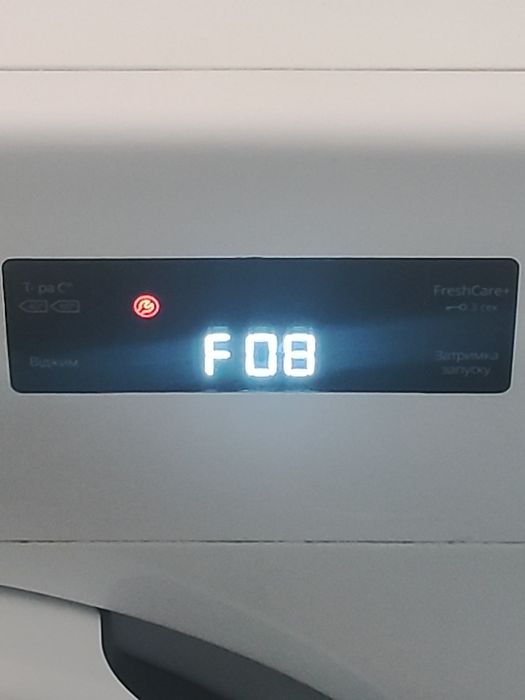 Т- ра С°
FreshCare+
3 сек
F08
Віджим
Затримка
запуску